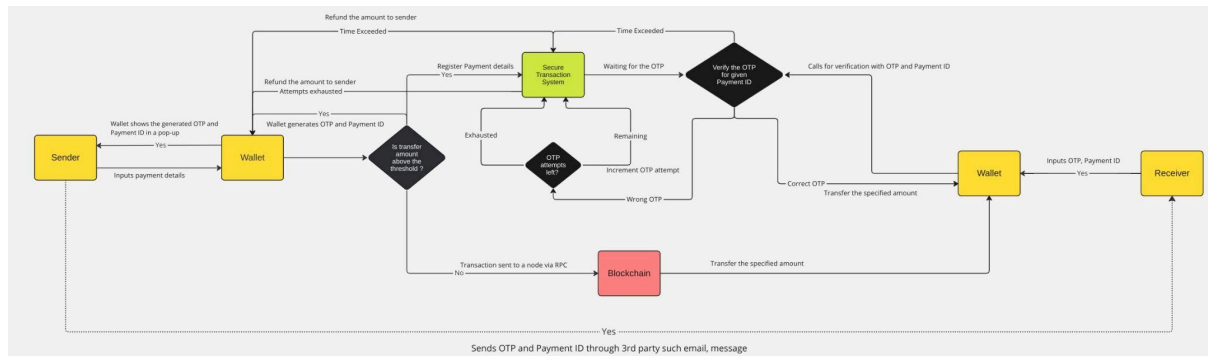 Refund the amount to sender
Time Exceeded
Time Exceeded
Register Payment details
Yes
Secure
Transaction
System
Waiting for the OTP
Verify the OTP
for given
Payment ID
Calls for verification with OTP and Payment ID
Refund the amount to sender
Attempts exhausted
Yes
Wallet generates OTP and Payment ID
Wallet shows the generated OTP and
Payment ID in a pop-up
Yes
Sender
Wallet
Inputs payment details
Is transfer
amount
above the
threshold ?
Exhausted
Remaining
OTP
attempts
left?
Increment OTP attempt
Wrong OTP
Correct OTP
Transfer the specified amount
Wallet
Inputs OTP, Payment ID
Yes
Receiver
Transaction sent to a node via RPC
No
Blockchain
Transfer the specified amount
Yes
Sends OTP and Payment ID through 3rd party such email, message